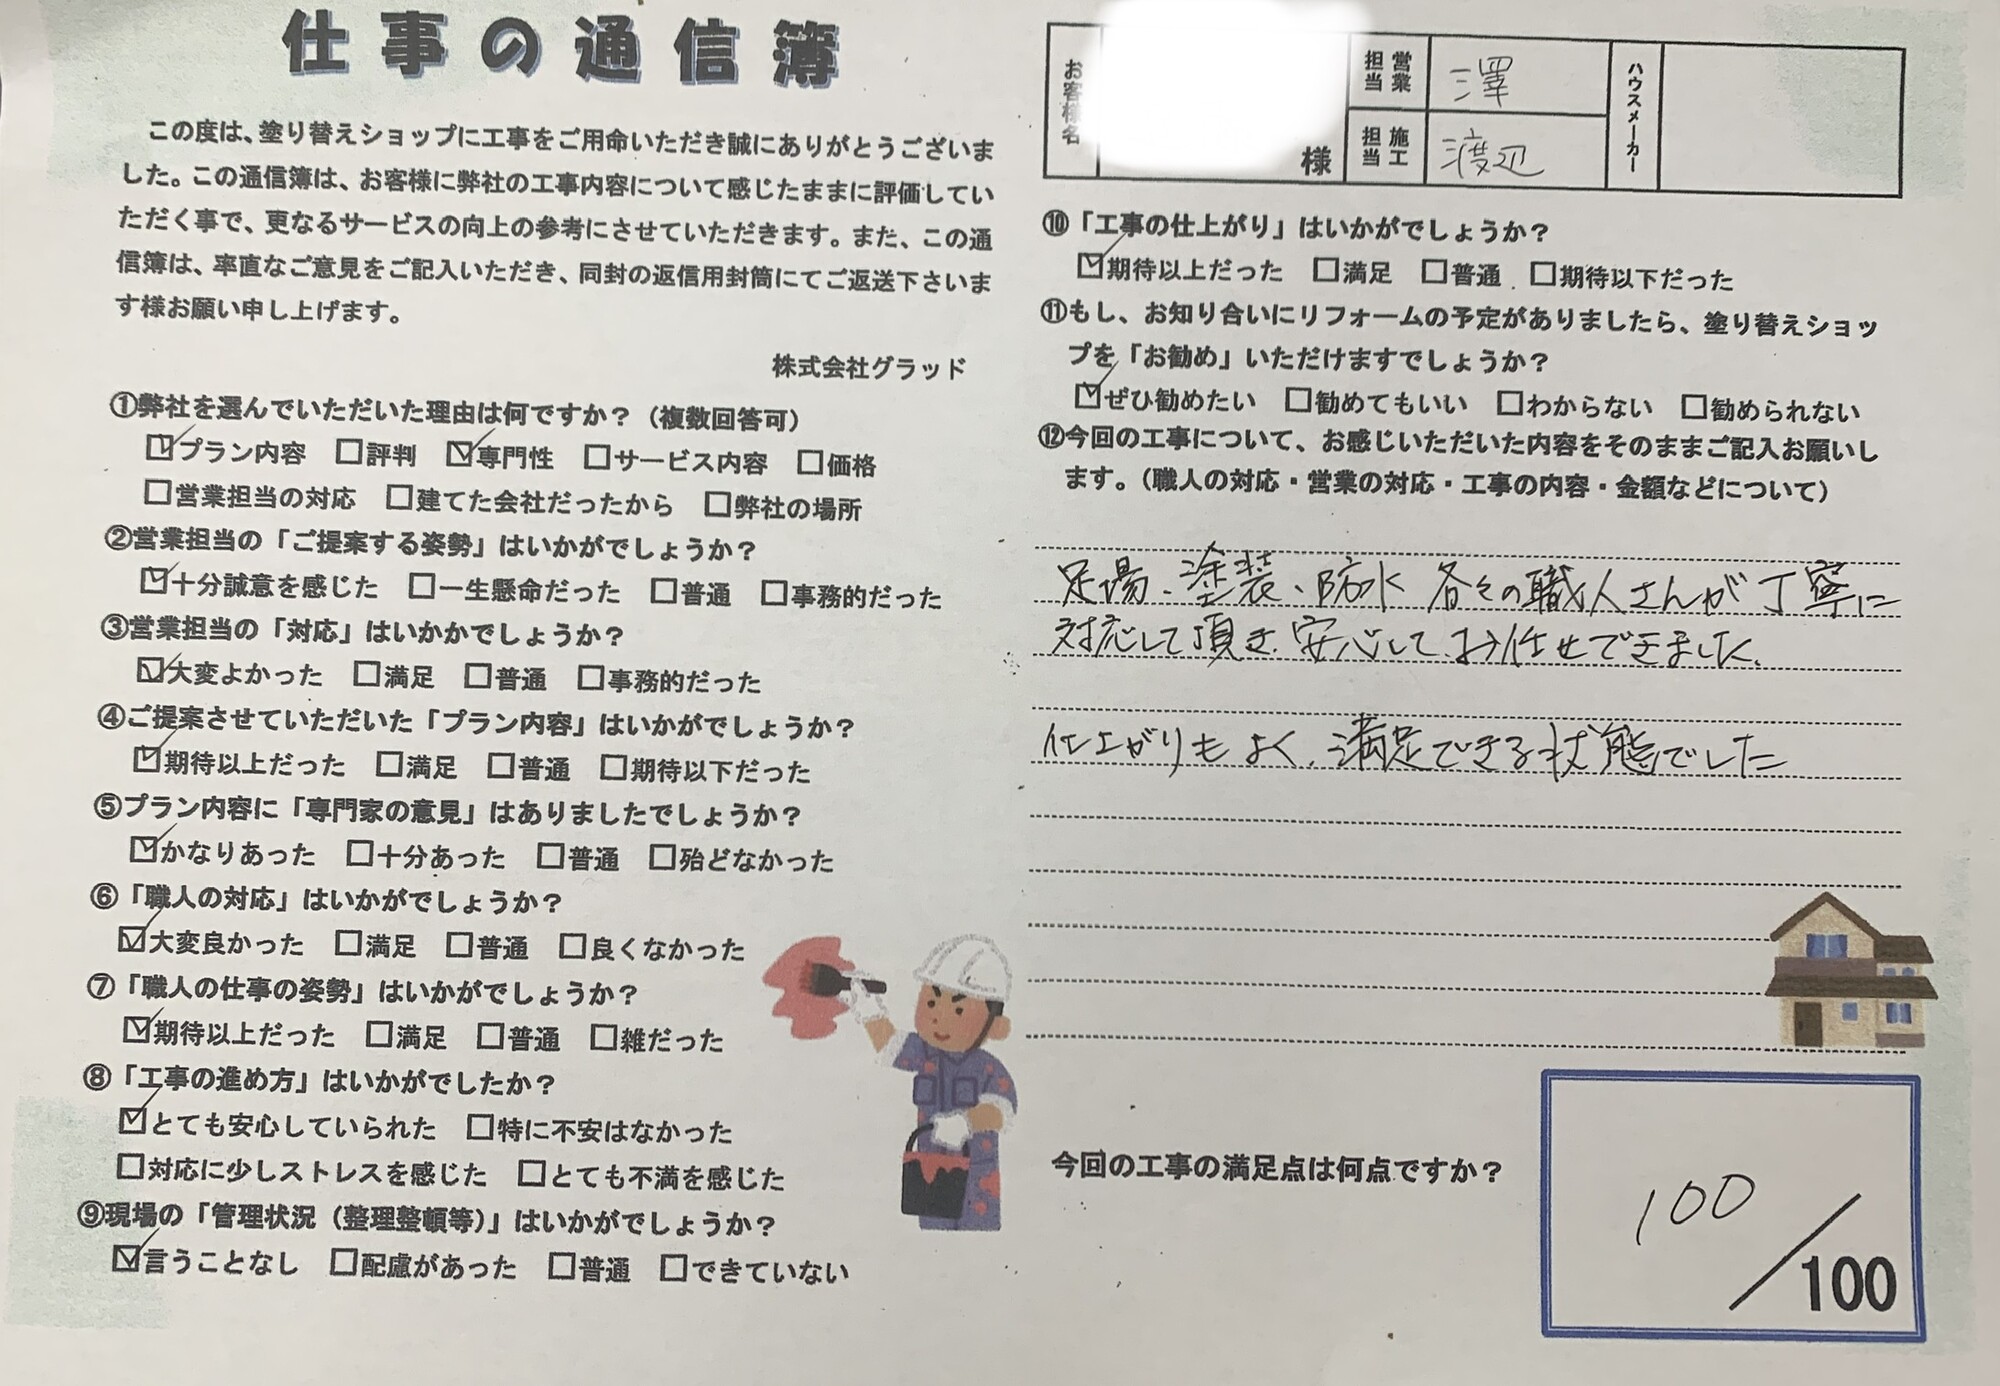 仕事の通信簿
この度は、塗り替えショップに工事をご用命いただき誠にありがとうございま
した。この通信簿は、お客様に弊社の工事内容について感じたままに評価してい
ただく事で、更なるサービスの向上の参考にさせていただきます。また、この通
信簿は、率直なご意見をご記入いただき、同封の返信用封筒にてご返送下さいま
す様お願い申し上げます。
株式会社グラッド
①弊社を選んでいただいた理由は何ですか？（複数回答可）
☑プラン内容 □評判 ☑専門性 □サービス内容 □価格
□営業担当の対応 □建てた会社だったから □弊社の場所
②営業担当の「ご提案する姿勢」はいかがでしょうか？
☑十分誠意を感じた □一生懸命だった □普通 □事務的だった
③営業担当の「対応」はいかかでしょうか？
☑大変よかった □満足 □普通 □事務的だった
④ご提案させていただいた「プラン内容」はいかがでしょうか？
☑期待以上だった □満足 □普通 □期待以下だった
⑤プラン内容に「専門家の意見」はありましたでしょうか？
☑かなりあった □十分あった □普通 □殆どなかった
⑥「職人の対応」はいかがでしょうか？
☑大変良かった □満足 □普通 □良くなかった
⑦「職人の仕事の姿勢」はいかがでしょうか？
☑期待以上だった □満足 □普通 □雑だった
⑧「工事の進め方」はいかがでしたか？
☑とても安心していられた □特に不安はなかった
□対応に少しストレスを感じた □とても不満を感じた
⑨現場の「管理状況（整理整頓等）」はいかがでしょうか？
☑言うことなし □配慮があった □普通 □できていない
お客様名 様 営業担当 澤 ハウスメーカー
施工担当 渡辺
⑩「工事の仕上がり」はいかがでしょうか？
☑期待以上だった □満足 □普通 □期待以下だった
⑪もし、お知り合いにリフォームの予定がありましたら、塗り替えショッ
プを「お勧め」いただけますでしょうか？
☑ぜひ勧めたい □勧めてもいい □わからない □勧められない
⑫今回の工事について、お感じいただいた内容をそのままご記入お願いし
ます。（職人の対応・営業の対応・工事の内容・金額などについて）
足場、塗装、防水 各々の職人さんが丁寧に
対応して頂き、安心してお任せできました。
仕上がりもよく、満足できる状態でした
今回の工事の満足点は何点ですか？
100／100